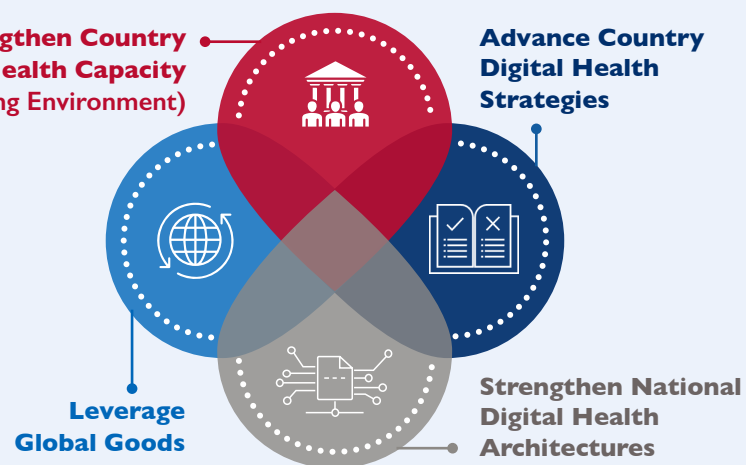 gthen Country
ealth Capacity
ng Environment)
Advance Country
Digital Health
Strategies
Leverage
Global Goods
Strengthen National
Digital Health
Architectures